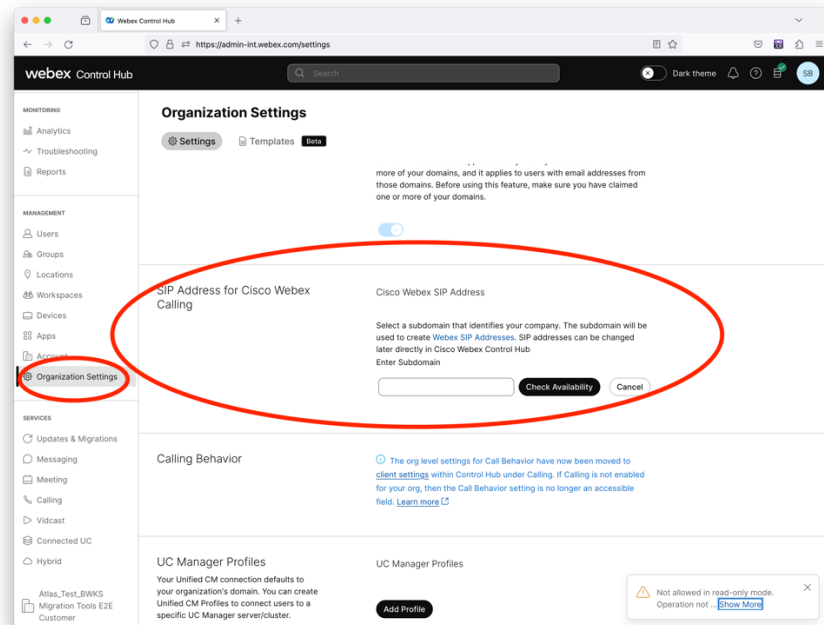 Webex Control Hub
https://admin-int.webex.com/settings
webex Control Hub
Search
Dark theme
SB
MONITORING
Analytics
Troubleshooting
Reports
MANAGEMENT
Users
Groups
Locations
Workspaces
Devices
Apps
Account
Organization Settings
SERVICES
Updates & Migrations
Messaging
Meeting
Calling
Vidcast
Connected UC
Hybrid
Atlas_Test_BWKS
Migration Tools E2E
Customer
Organization Settings
Settings
Templates
Beta
more of your domains, and it applies to users with email addresses from
those domains. Before using this feature, make sure you have claimed
one or more of your domains.
SIP Address for Cisco Webex
Calling
Cisco Webex SIP Address
Select a subdomain that identifies your company. The subdomain will be
used to create Webex SIP Addresses. SIP addresses can be changed
later directly in Cisco Webex Control Hub
Enter Subdomain
Check Availability
Cancel
Calling Behavior
The org level settings for Call Behavior have now been moved to
client settings within Control Hub under Calling. If Calling is not enabled
for your org, then the Call Behavior setting is no longer an accessible
field. Learn more
UC Manager Profiles
Your Unified CM connection defaults to
your organization's domain. You can create
Unified CM Profiles to connect users to a
specific UC Manager server/cluster.
UC Manager Profiles
Add Profile
Not allowed in read-only mode.
Operation not ... Show More